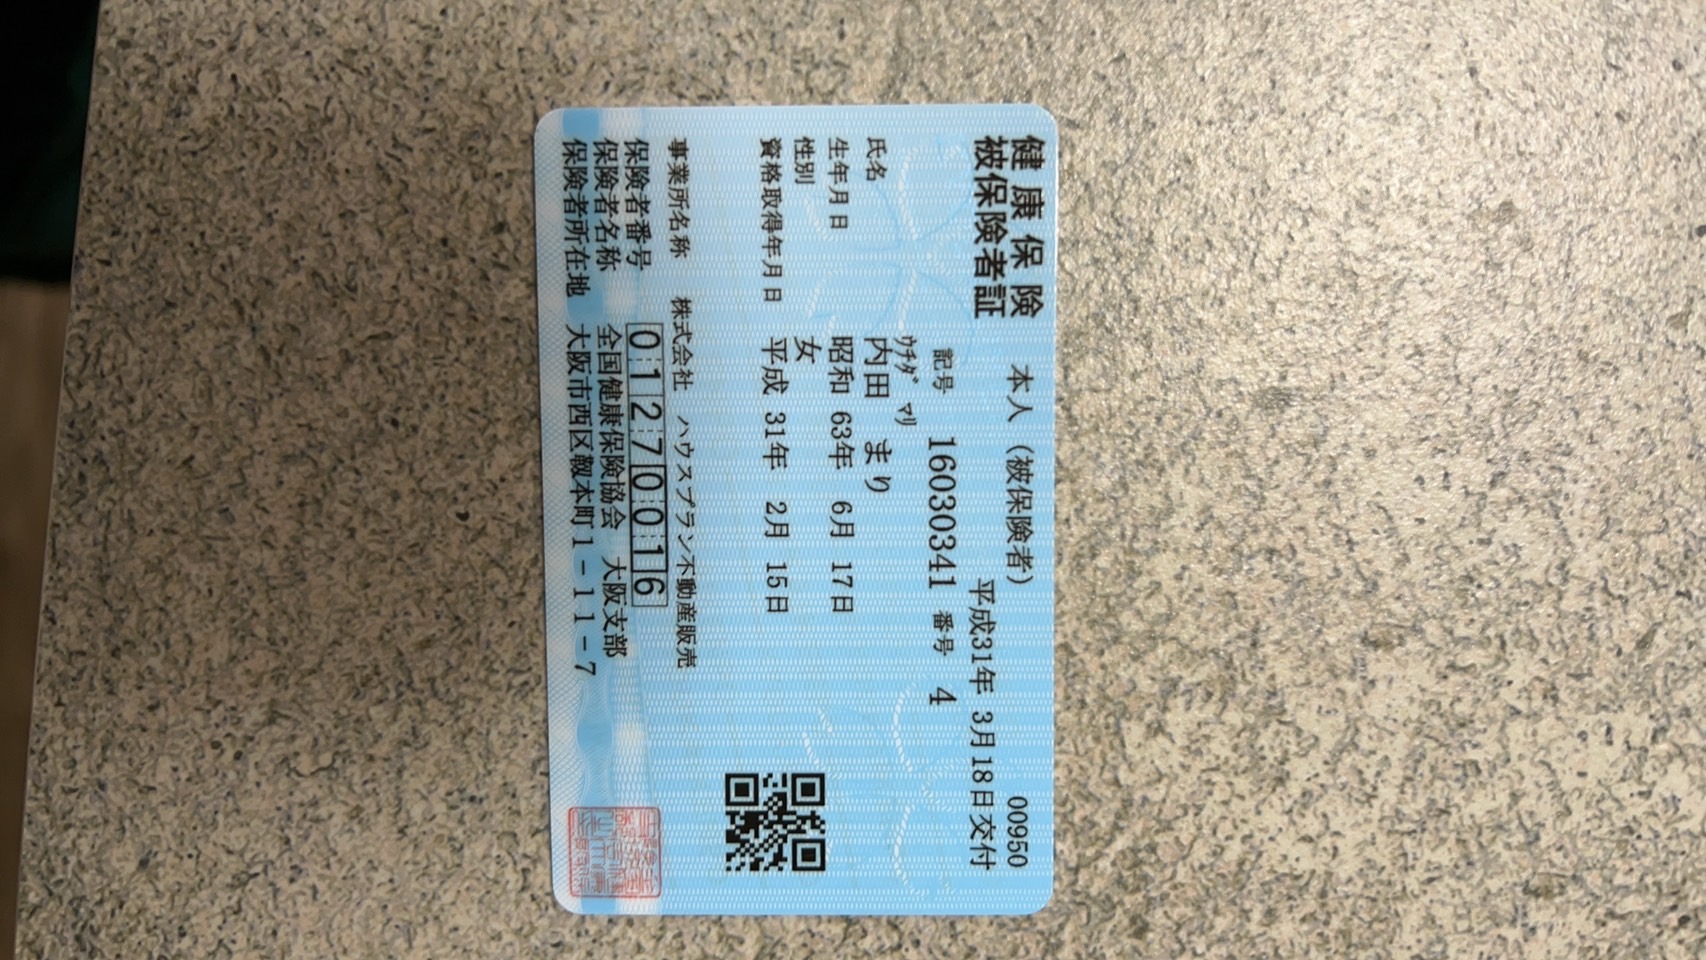 健康保険 本人（被保険者） 00950
被保険者証 平成31年 3月18日交付
記号 16030341 番号 4
ｳﾁﾀﾞ ﾏﾘ
氏名 内田 まり
生年月日 昭和 63年 6月 17日
性別 女
資格取得年月日 平成 31年 2月 15日
事業所名称 株式会社 ハウスプラン不動産販売
保険者番号 01270016
保険者名称 全国健康保険協会 大阪支部
保険者所在地 大阪市西区靱本町1-11-7